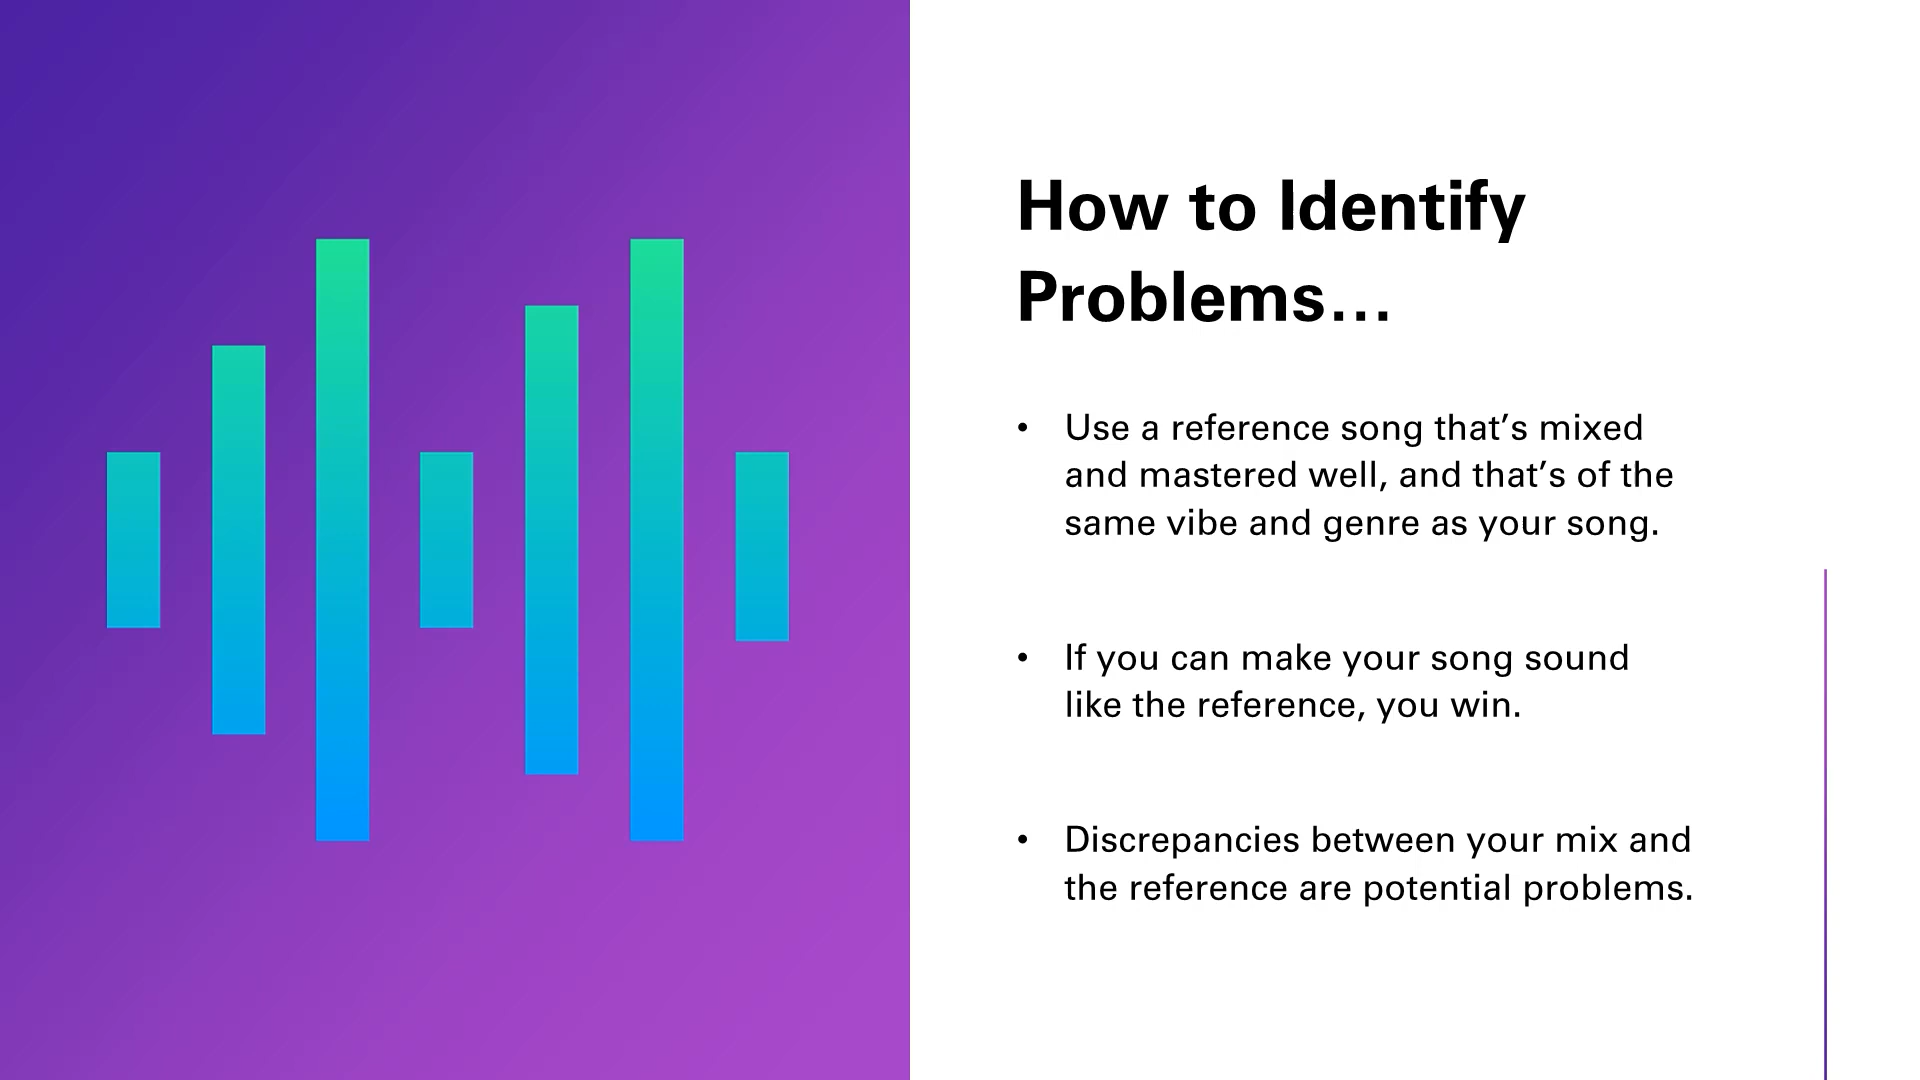 How to Identify
Problems…
• Use a reference song that’s mixed
and mastered well, and that’s of the
same vibe and genre as your song.
• If you can make your song sound
like the reference, you win.
• Discrepancies between your mix and
the reference are potential problems.